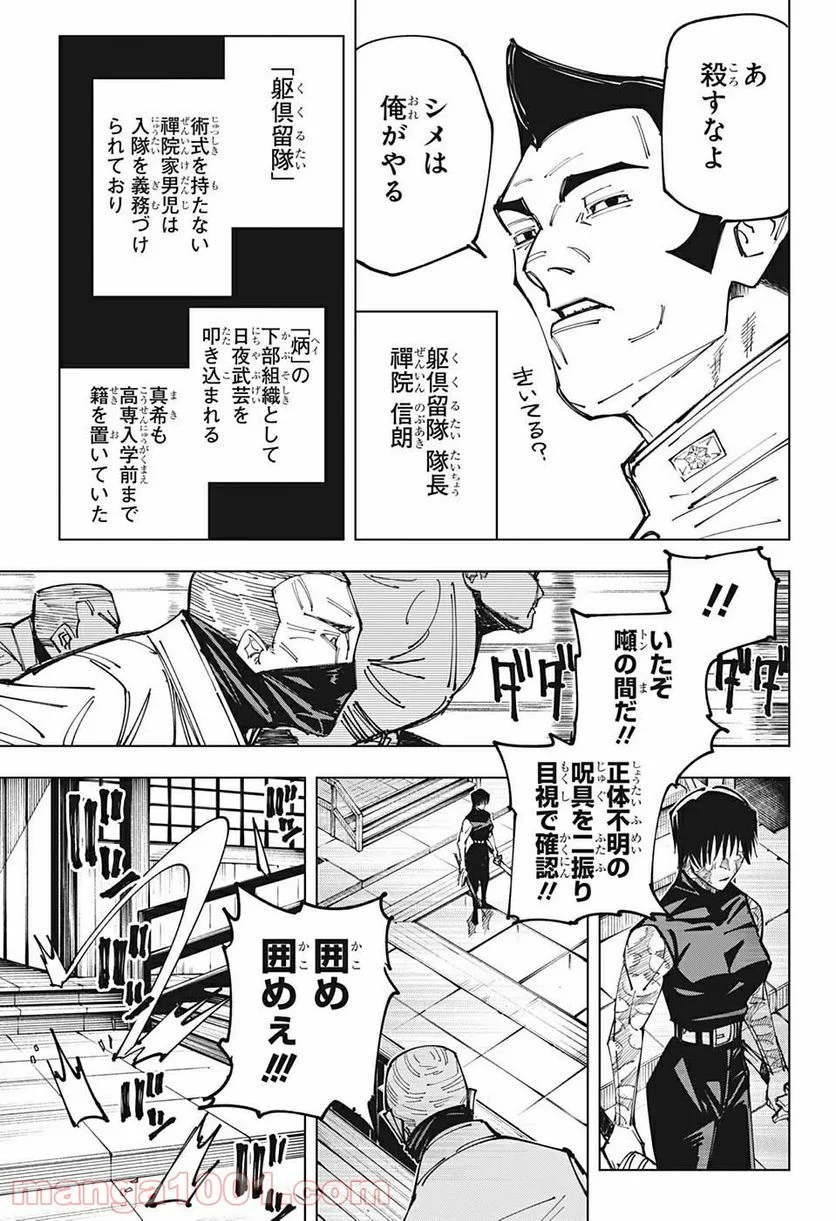 あ
殺すなよ
シメは
俺がやる
きいてる?
躯倶留隊 隊長
禪院 信朗
「躯倶留隊」
術式を持たない
禪院家男児は
入隊を義務づけ
られており
「炳」の
下部組織として
日夜武芸を
叩き込まれる
真希も
高専入学前まで
籍を置いていた
!!
いたぞ
噸の間だ!!
正体不明の
呪具を二振り
目視で確認!!
ダダ
ダダ
囲め
囲めぇ!!!
manga1001.com